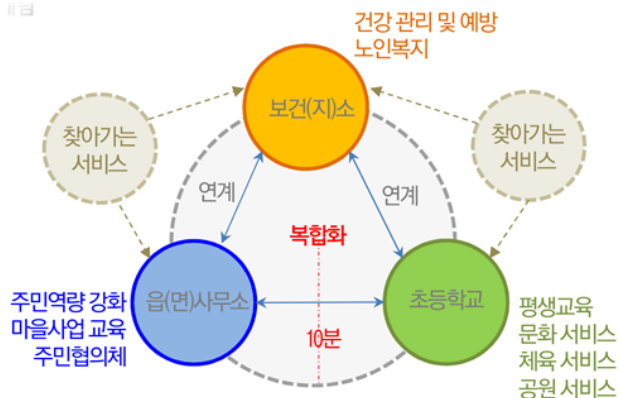 건강 관리 및 예방
노인복지
보건(지)소
찾아가는
서비스
찾아가는
서비스
연계
연계
복합화
읍(면)사무소
초등학교
10분
주민역량 강화
마을사업 교육
주민협의체
평생교육
문화 서비스
체육 서비스
공원 서비스